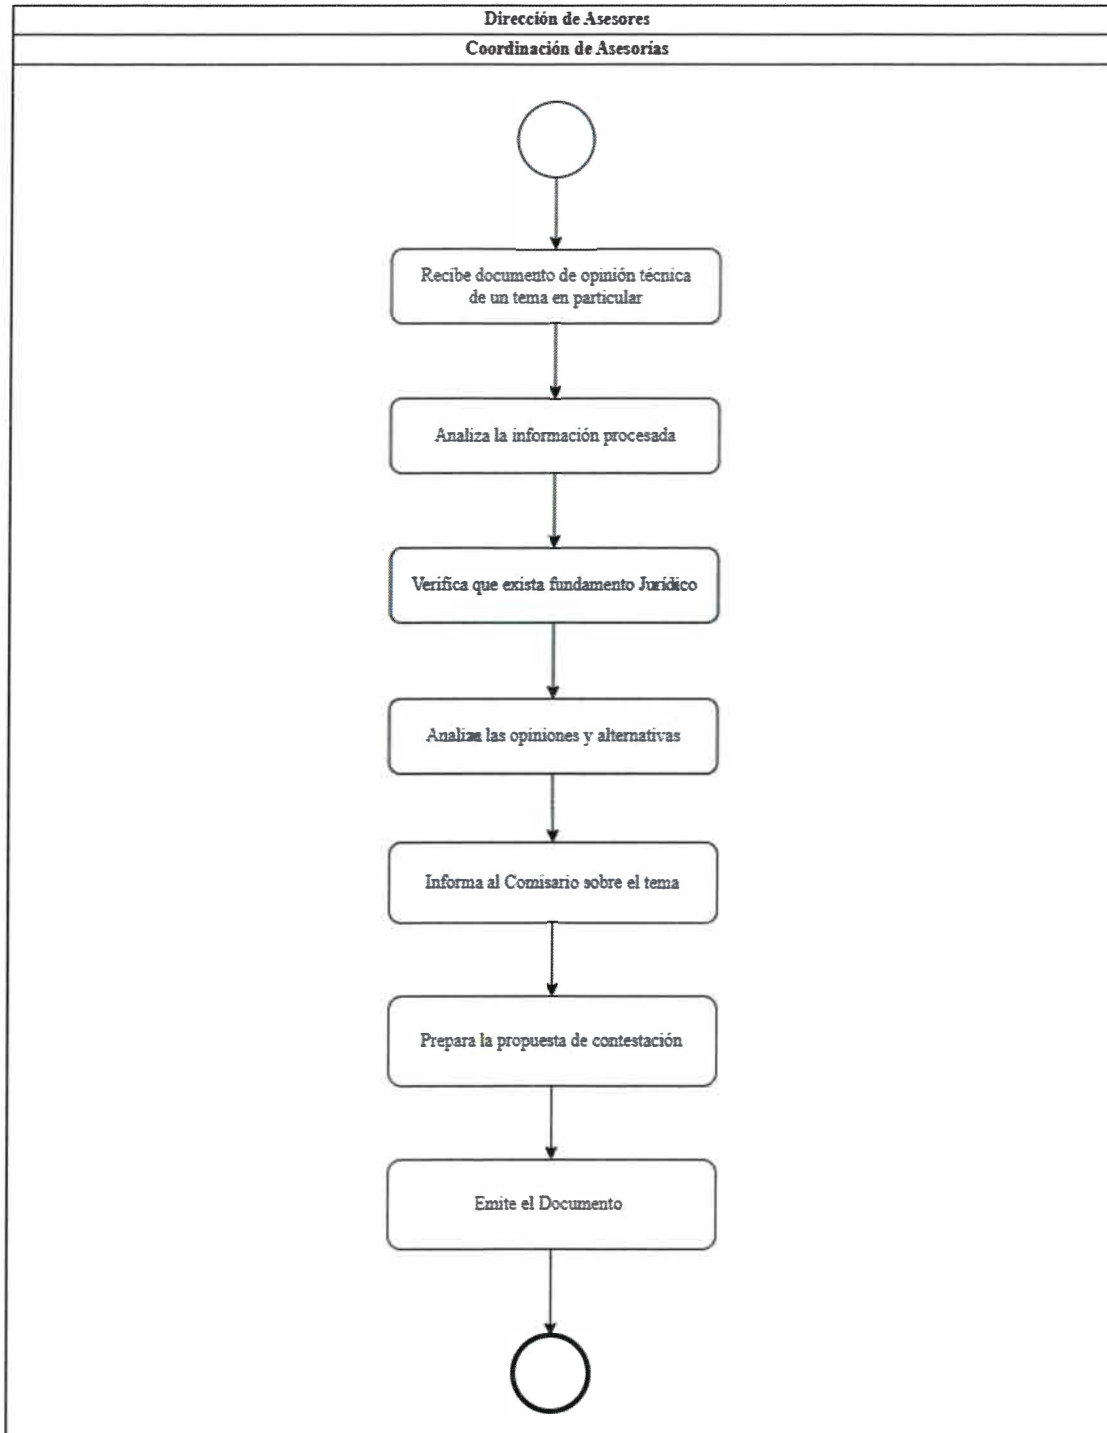 Dirección de Asesores
Coordinación de Asesorías
Recibe documento de opinión técnica
de un tema en particular
Analiza la información procesada
Verifica que exista fundamento Jurídico
Analiza las opiniones y alternativas
Informa al Comisario sobre el tema
Prepara la propuesta de contestación
Emite el Documento